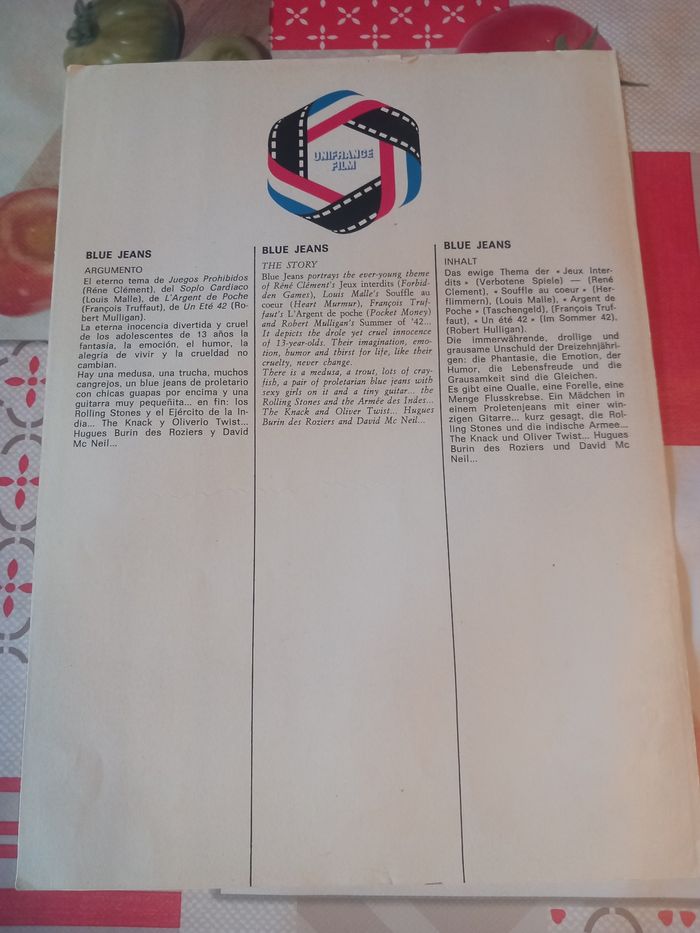 UNIFRANCE
FILM
BLUE JEANS
ARGUMENTO
El eterno tema de Juegos Prohibidos
(Réne Clément), del Soplo Cardiaco
(Louis Malle), de L'Argent de Poche
(François Truffaut), de Un Eté 42 (Ro-
bert Mulligan).
La eterna inocencia divertida y cruel
de los adolescentes de 13 años la
fantasia, la emoción, el humor, la
alegria de vivir y la crueldad no
cambian.
Hay una medusa, una trucha, muchos
cangrejos, un blue jeans de proletario
con chicas guapas por encima y una
guitarra muy pequeñita... en fin: los
Rolling Stones y el Ejército de la In-
dia... The Knack y Oliverio Twist...
Hugues Burin des Roziers y David
Mc Neil...
BLUE JEANS
THE STORY
Blue Jeans portrays the ever-young theme
of Réné Clément's Jeux interdits (Forbid-
den Games), Louis Malle's Souffle au
coeur (Heart Murmur), François Truf-
faut's L'Argent de poche (Pocket Money)
and Robert Mulligan's Summer of '42...
It depicts the drole yet cruel innocence
of 13-year-olds. Their imagination, emo-
tion, humor and thirst for life, like their
cruelty, never change.
There is a medusa, a trout, lots of cray-
fish, a pair of proletarian blue jeans with
sexy girls on it and a tiny guitar... the
Rolling Stones and the Armée des Indes...
The Knack and Oliver Twist... Hugues
Burin des Roziers and David Mc Neil...
BLUE JEANS
INHALT
Das ewige Thema der « Jeux Inter-
dits » (Verbotene Spiele) — (René
Clement), « Souffle au coeur » (Her-
flimmern), (Louis Malle), « Argent de
Poche » (Taschengeld), (François Truf-
faut), « Un été 42 » (Im Sommer 42),
(Robert Hulligan).
Die immerwährende, drollige und
grausame Unschuld der Dreizehnjähri-
gen: die Phantasie, die Emotion, der
Humor, die Lebensfreude und die
Grausamkeit sind die Gleichen.
Es gibt eine Qualle, eine Forelle, eine
Menge Flusskrebse. Ein Mädchen in
einem Proletenjeans mit einer win-
zigen Gitarre... kurz gesagt, die Rol-
ling Stones und die indische Armee...
The Knack und Oliver Twist... Hugues
Burin des Roziers und David Mc
Neil...